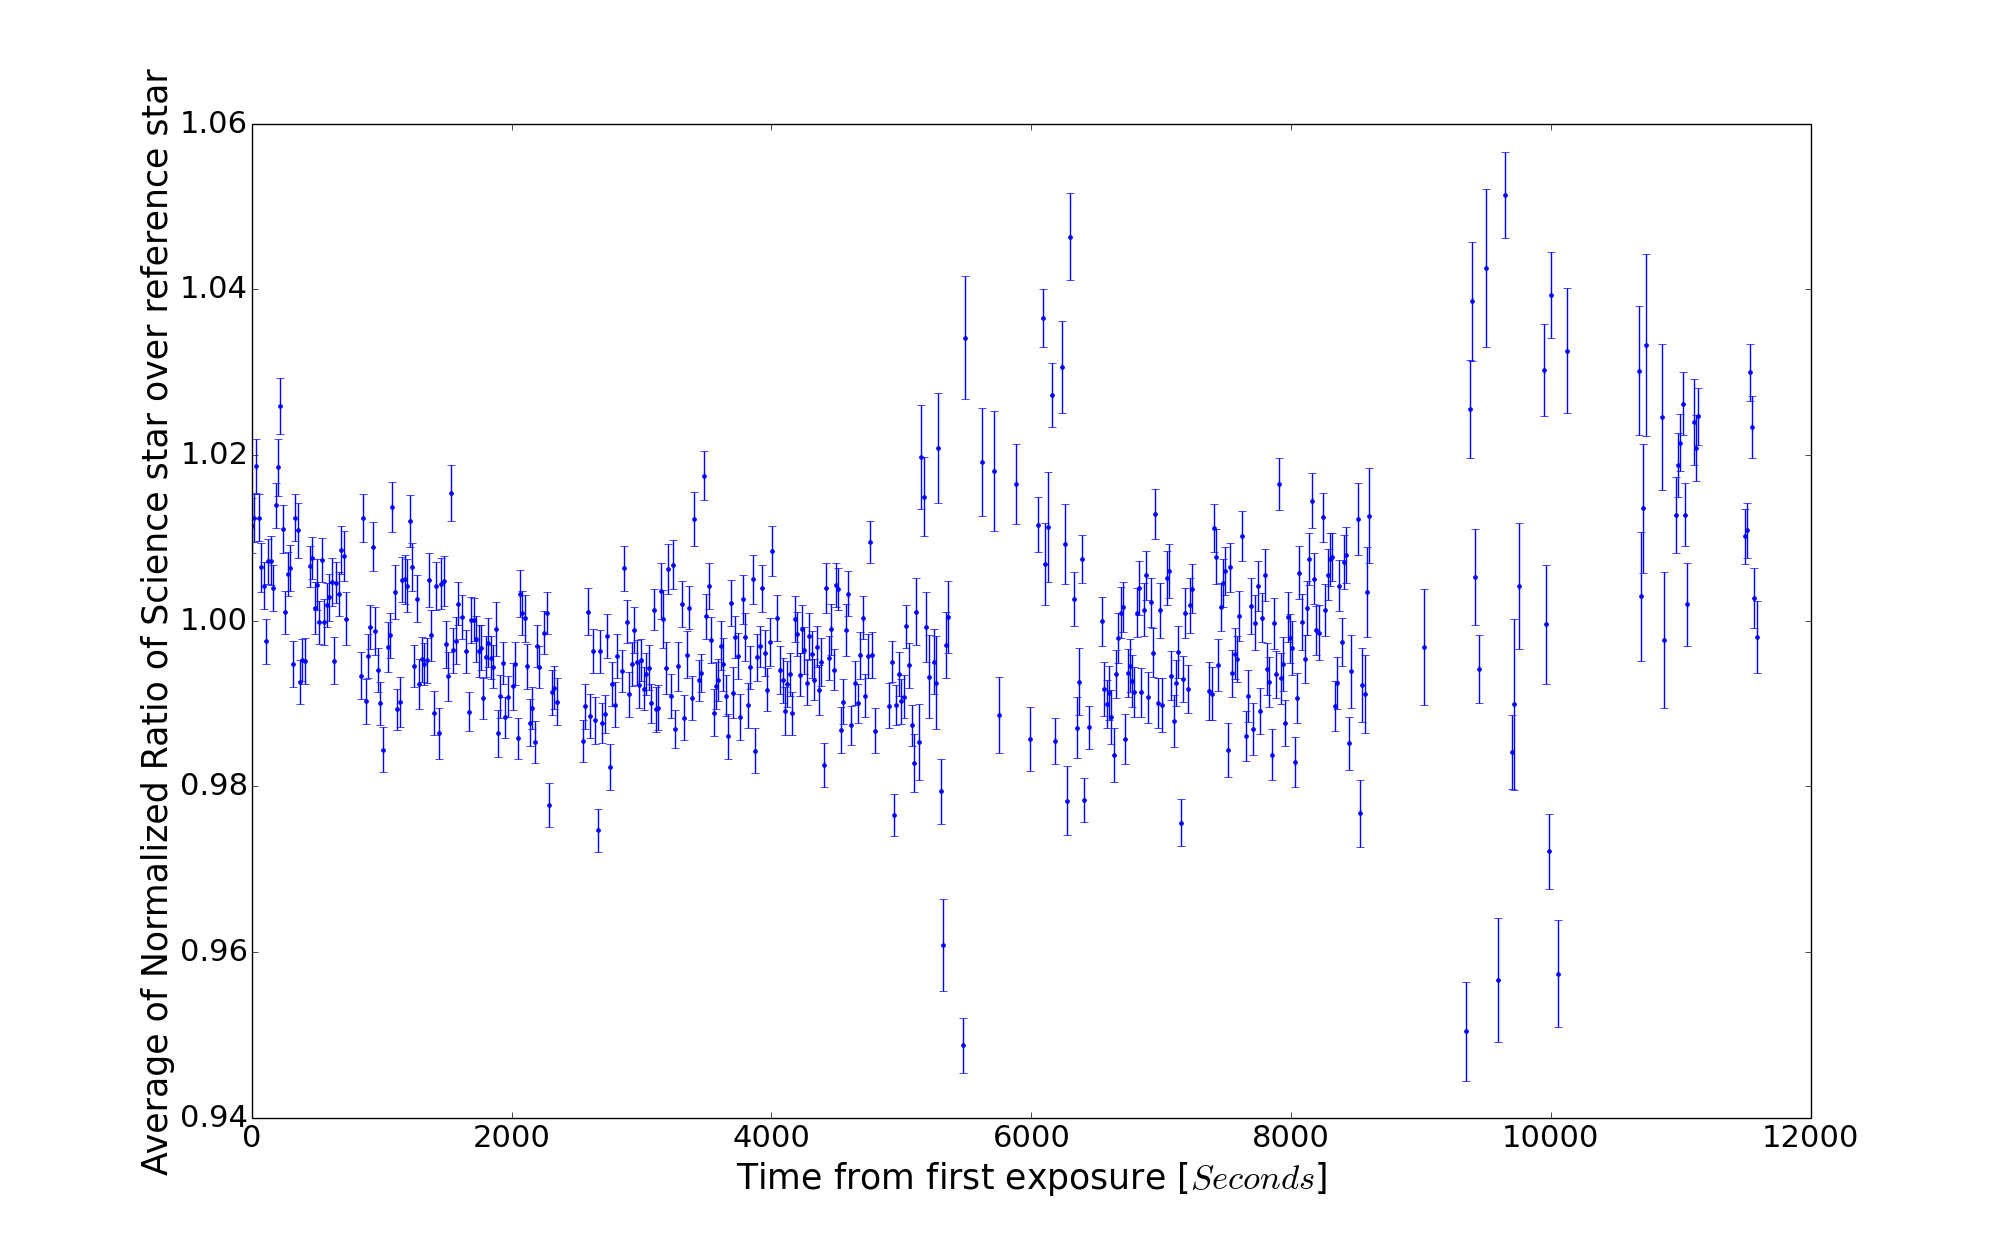 Average of Normalized Ratio of Science star over reference star
1.06
1.04
1.02
1.00
0.98
0.96
0.94
0 2000 4000 6000 8000 10000 12000
Time from first exposure [Seconds]